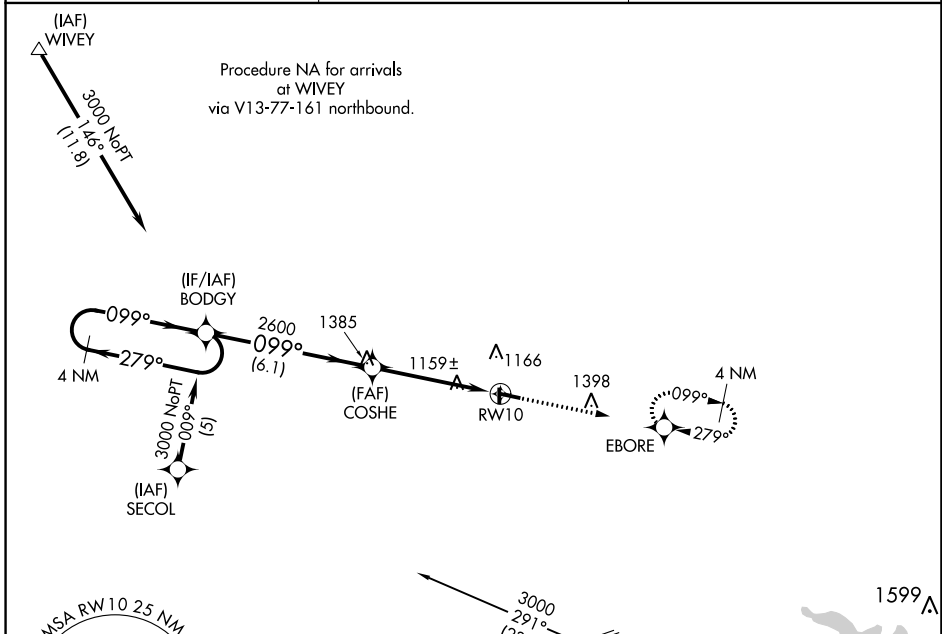 (IAF)
WIVEY
Procedure NA for arrivals
at WIVEY
via V13-77-161 northbound.
3000 NoPT
146°
(11.8)
(IF/IAF)
BODGY
099°
279°
4 NM
2600
099°
(6.1)
1385
(FAF)
COSHE
1159±
1166
RW10
1398
EBORE
099°
279°
4 NM
3000 NoPT
009°
(5)
(IAF)
SECOL
MSA RW10 25 NM
3000
291°
1599